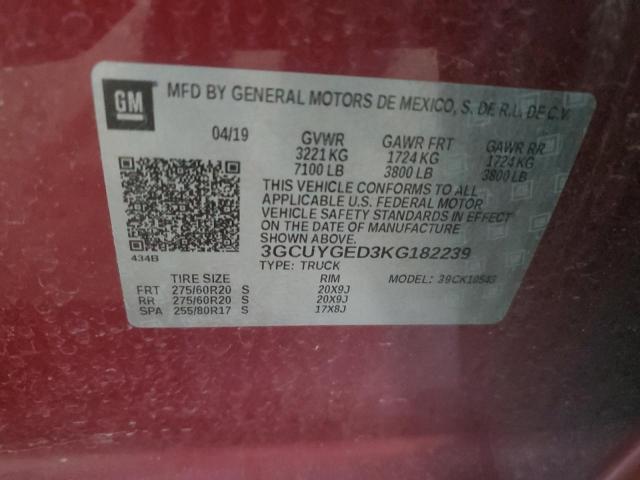 GM
MFD BY GENERAL MOTORS DE MEXICO, S. DE R.L. DE C.V.
04/19 GVWR GAWR FRT GAWR RR
3221 KG 1724 KG 1724 KG
7100 LB 3800 LB 3800 LB
THIS VEHICLE CONFORMS TO ALL
APPLICABLE U.S. FEDERAL MOTOR
VEHICLE SAFETY STANDARDS IN EFFECT
ON THE DATE OF MANUFACTURE
SHOWN ABOVE.
434B 3GCUYGED3KG182239
TYPE: TRUCK MODEL: 39CK10543
TIRE SIZE RIM
FRT 275/60R20 S 20X9J
RR 275/60R20 S 20X9J
SPA 255/80R17 S 17X8J